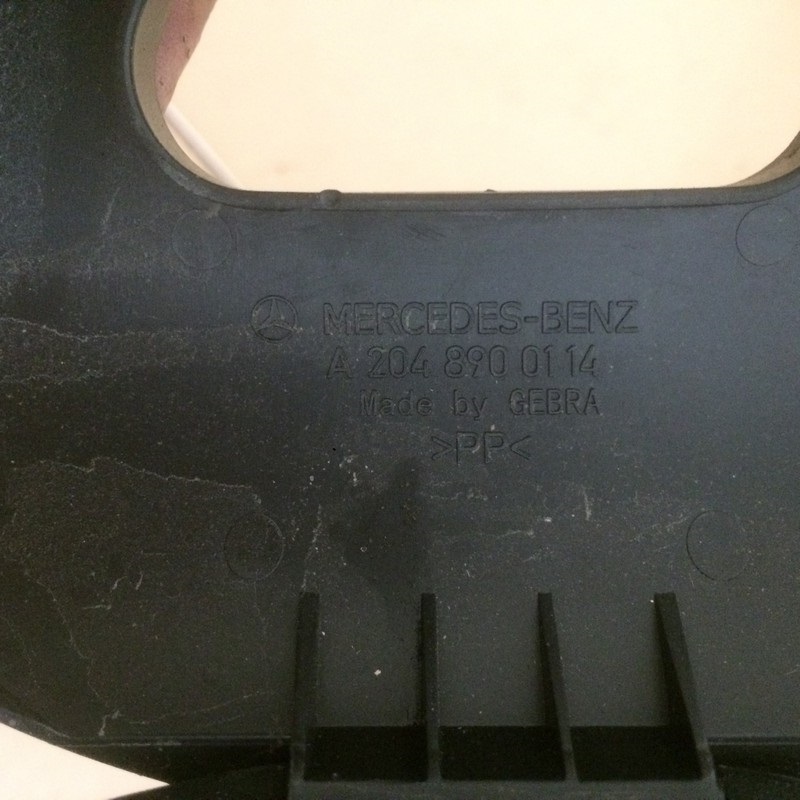 MERCEDES-BENZ
A 204 890 01 14
Made by GEBRA
>PP<